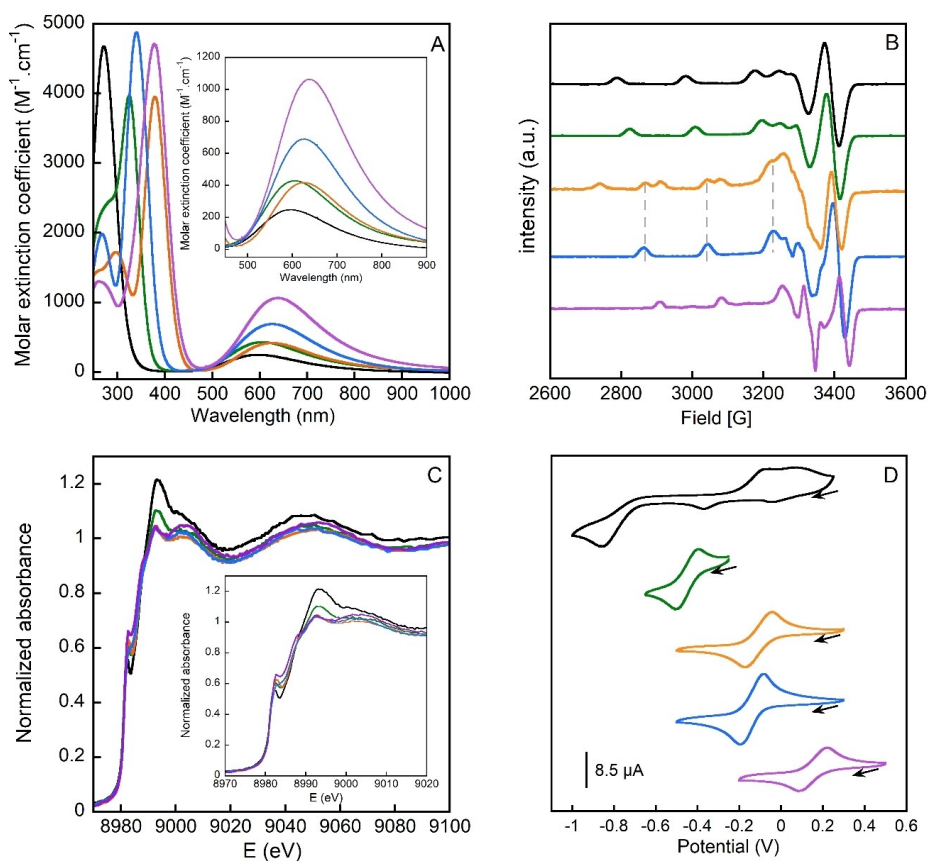 A
Molar extinction coefficient (M⁻¹.cm⁻¹)
5000
4000
3000
2000
1000
0
300 400 500 600 700 800 900 1000
Wavelength (nm)
Molar extinction coefficient (M⁻¹.cm⁻¹)
1200
1000
800
600
400
200
0
500 600 700 800 900
Wavelength (nm)
B
intensity (a.u.)
2600 2800 3000 3200 3400 3600
Field [G]
C
Normalized absorbance
1.2
1
0.8
0.6
0.4
0.2
0
8980 9000 9020 9040 9060 9080 9100
E (eV)
Normalized absorbance
1.2
1
0.8
0.6
0.4
0.2
0
8970 8980 8990 9000 9010 9020
E (eV)
D
8.5 µA
-1 -0.8 -0.6 -0.4 -0.2 0 0.2 0.4 0.6
Potential (V)